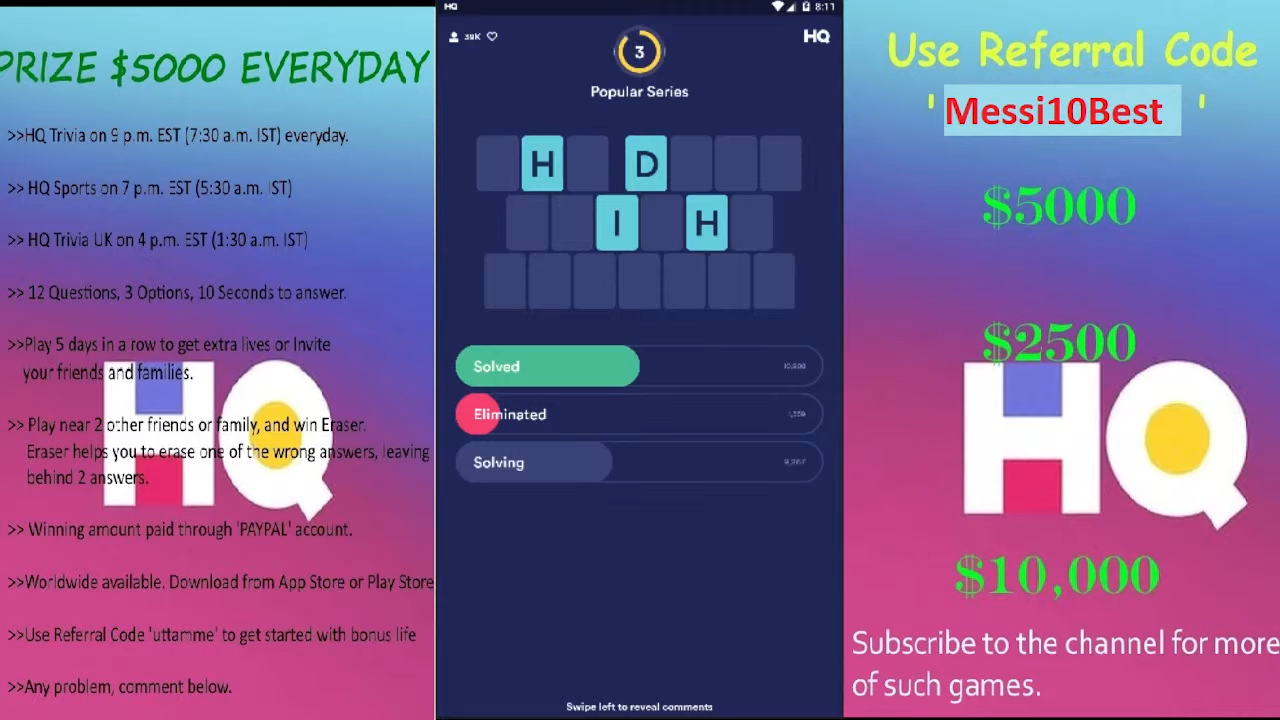 PRIZE $5000 EVERYDAY
>>HQ Trivia on 9 p.m. EST (7:30 a.m. IST) everyday.
>> HQ Sports on 7 p.m. EST (5:30 a.m. IST)
>> HQ Trivia UK on 4 p.m. EST (1:30 a.m. IST)
>> 12 Questions, 3 Options, 10 Seconds to answer.
>>Play 5 days in a row to get extra lives or Invite
your friends and families.
>> Play near 2 other friends or family, and win Eraser.
Eraser helps you to erase one of the wrong answers, leaving
behind 2 answers.
>> Winning amount paid through 'PAYPAL' account.
>>Worldwide available. Download from App Store or Play Store
>>Use Referral Code 'uttamme' to get started with bonus life
>>Any problem, comment below.
HQ
HQ 8:11
39K HQ
3
Popular Series
H D
I H
Solved
Eliminated
Solving
Swipe left to reveal comments
Use Referral Code
' Messi10Best '
$5000
$2500
HQ
$10,000
Subscribe to the channel for more
of such games.